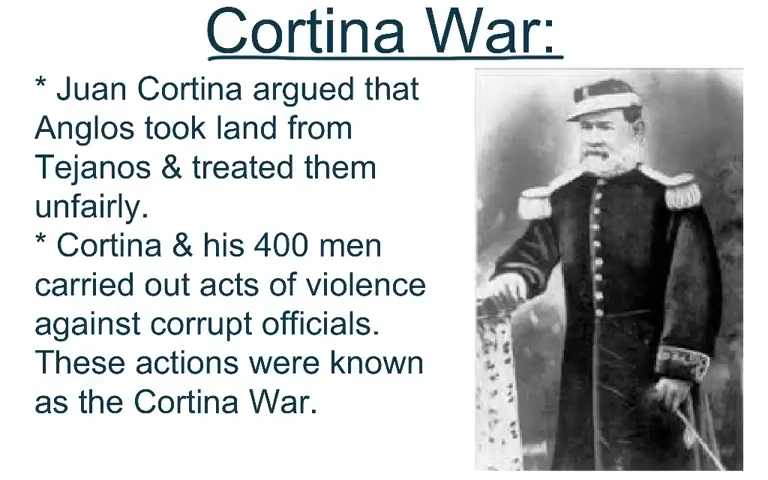 Cortina War:
* Juan Cortina argued that
Anglos took land from
Tejanos & treated them
unfairly.
* Cortina & his 400 men
carried out acts of violence
against corrupt officials.
These actions were known
as the Cortina War.